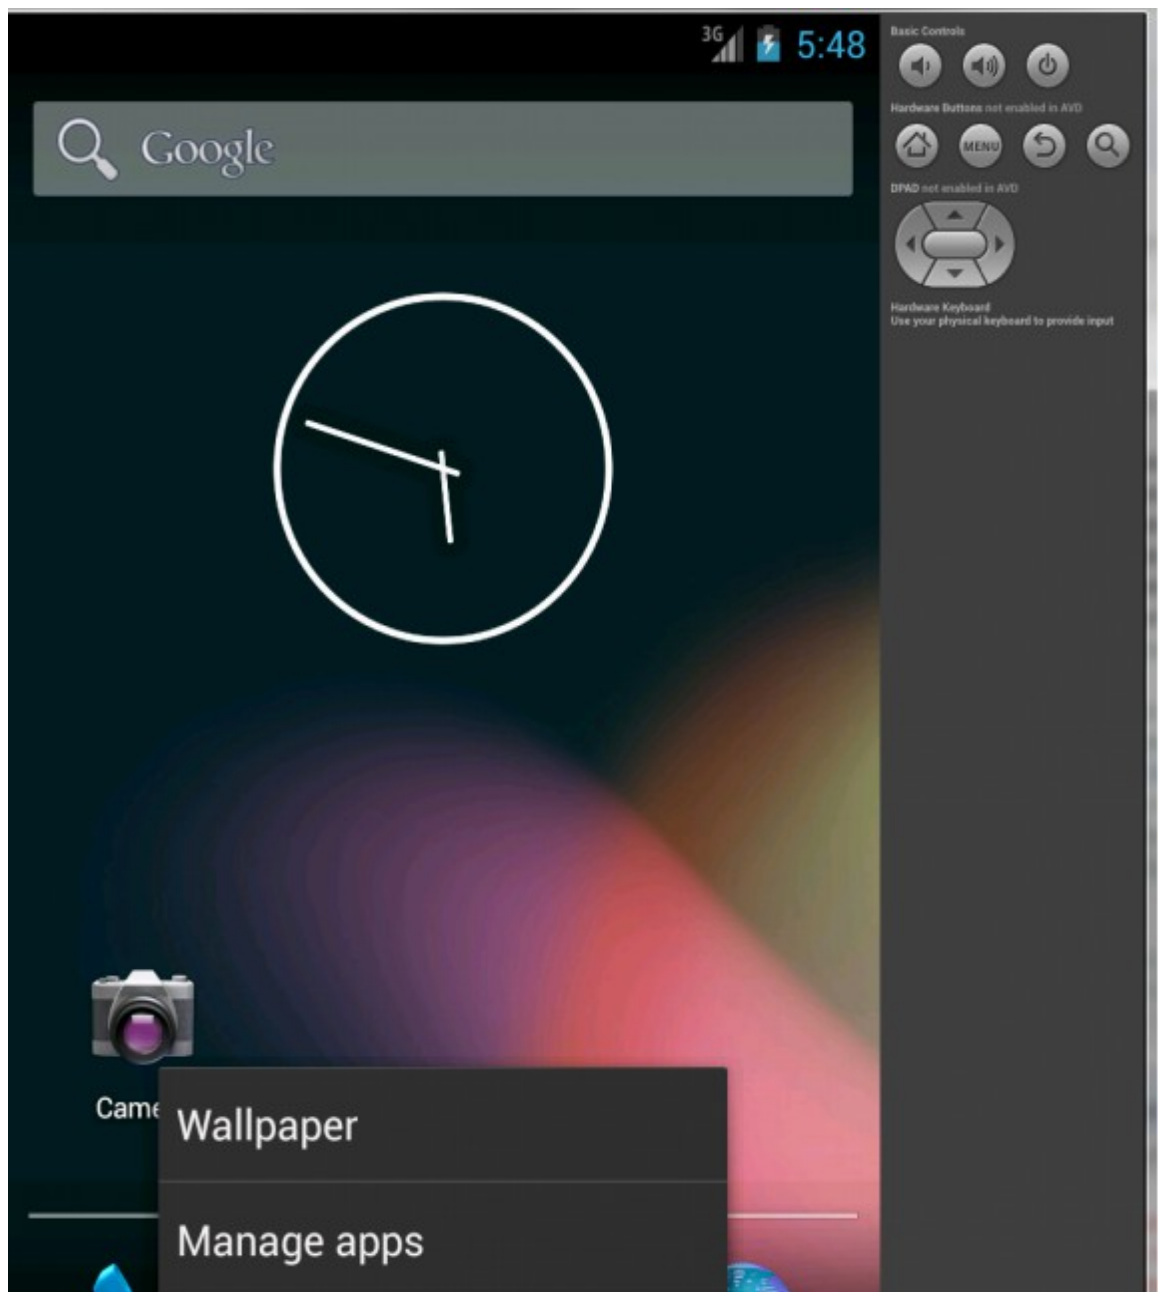 3G 5:48
Google
Came
Wallpaper
Manage apps
Basic Controls
Hardware Buttons not enabled in AVD
MENU
DPAD not enabled in AVD
Hardware Keyboard
Use your physical keyboard to provide input